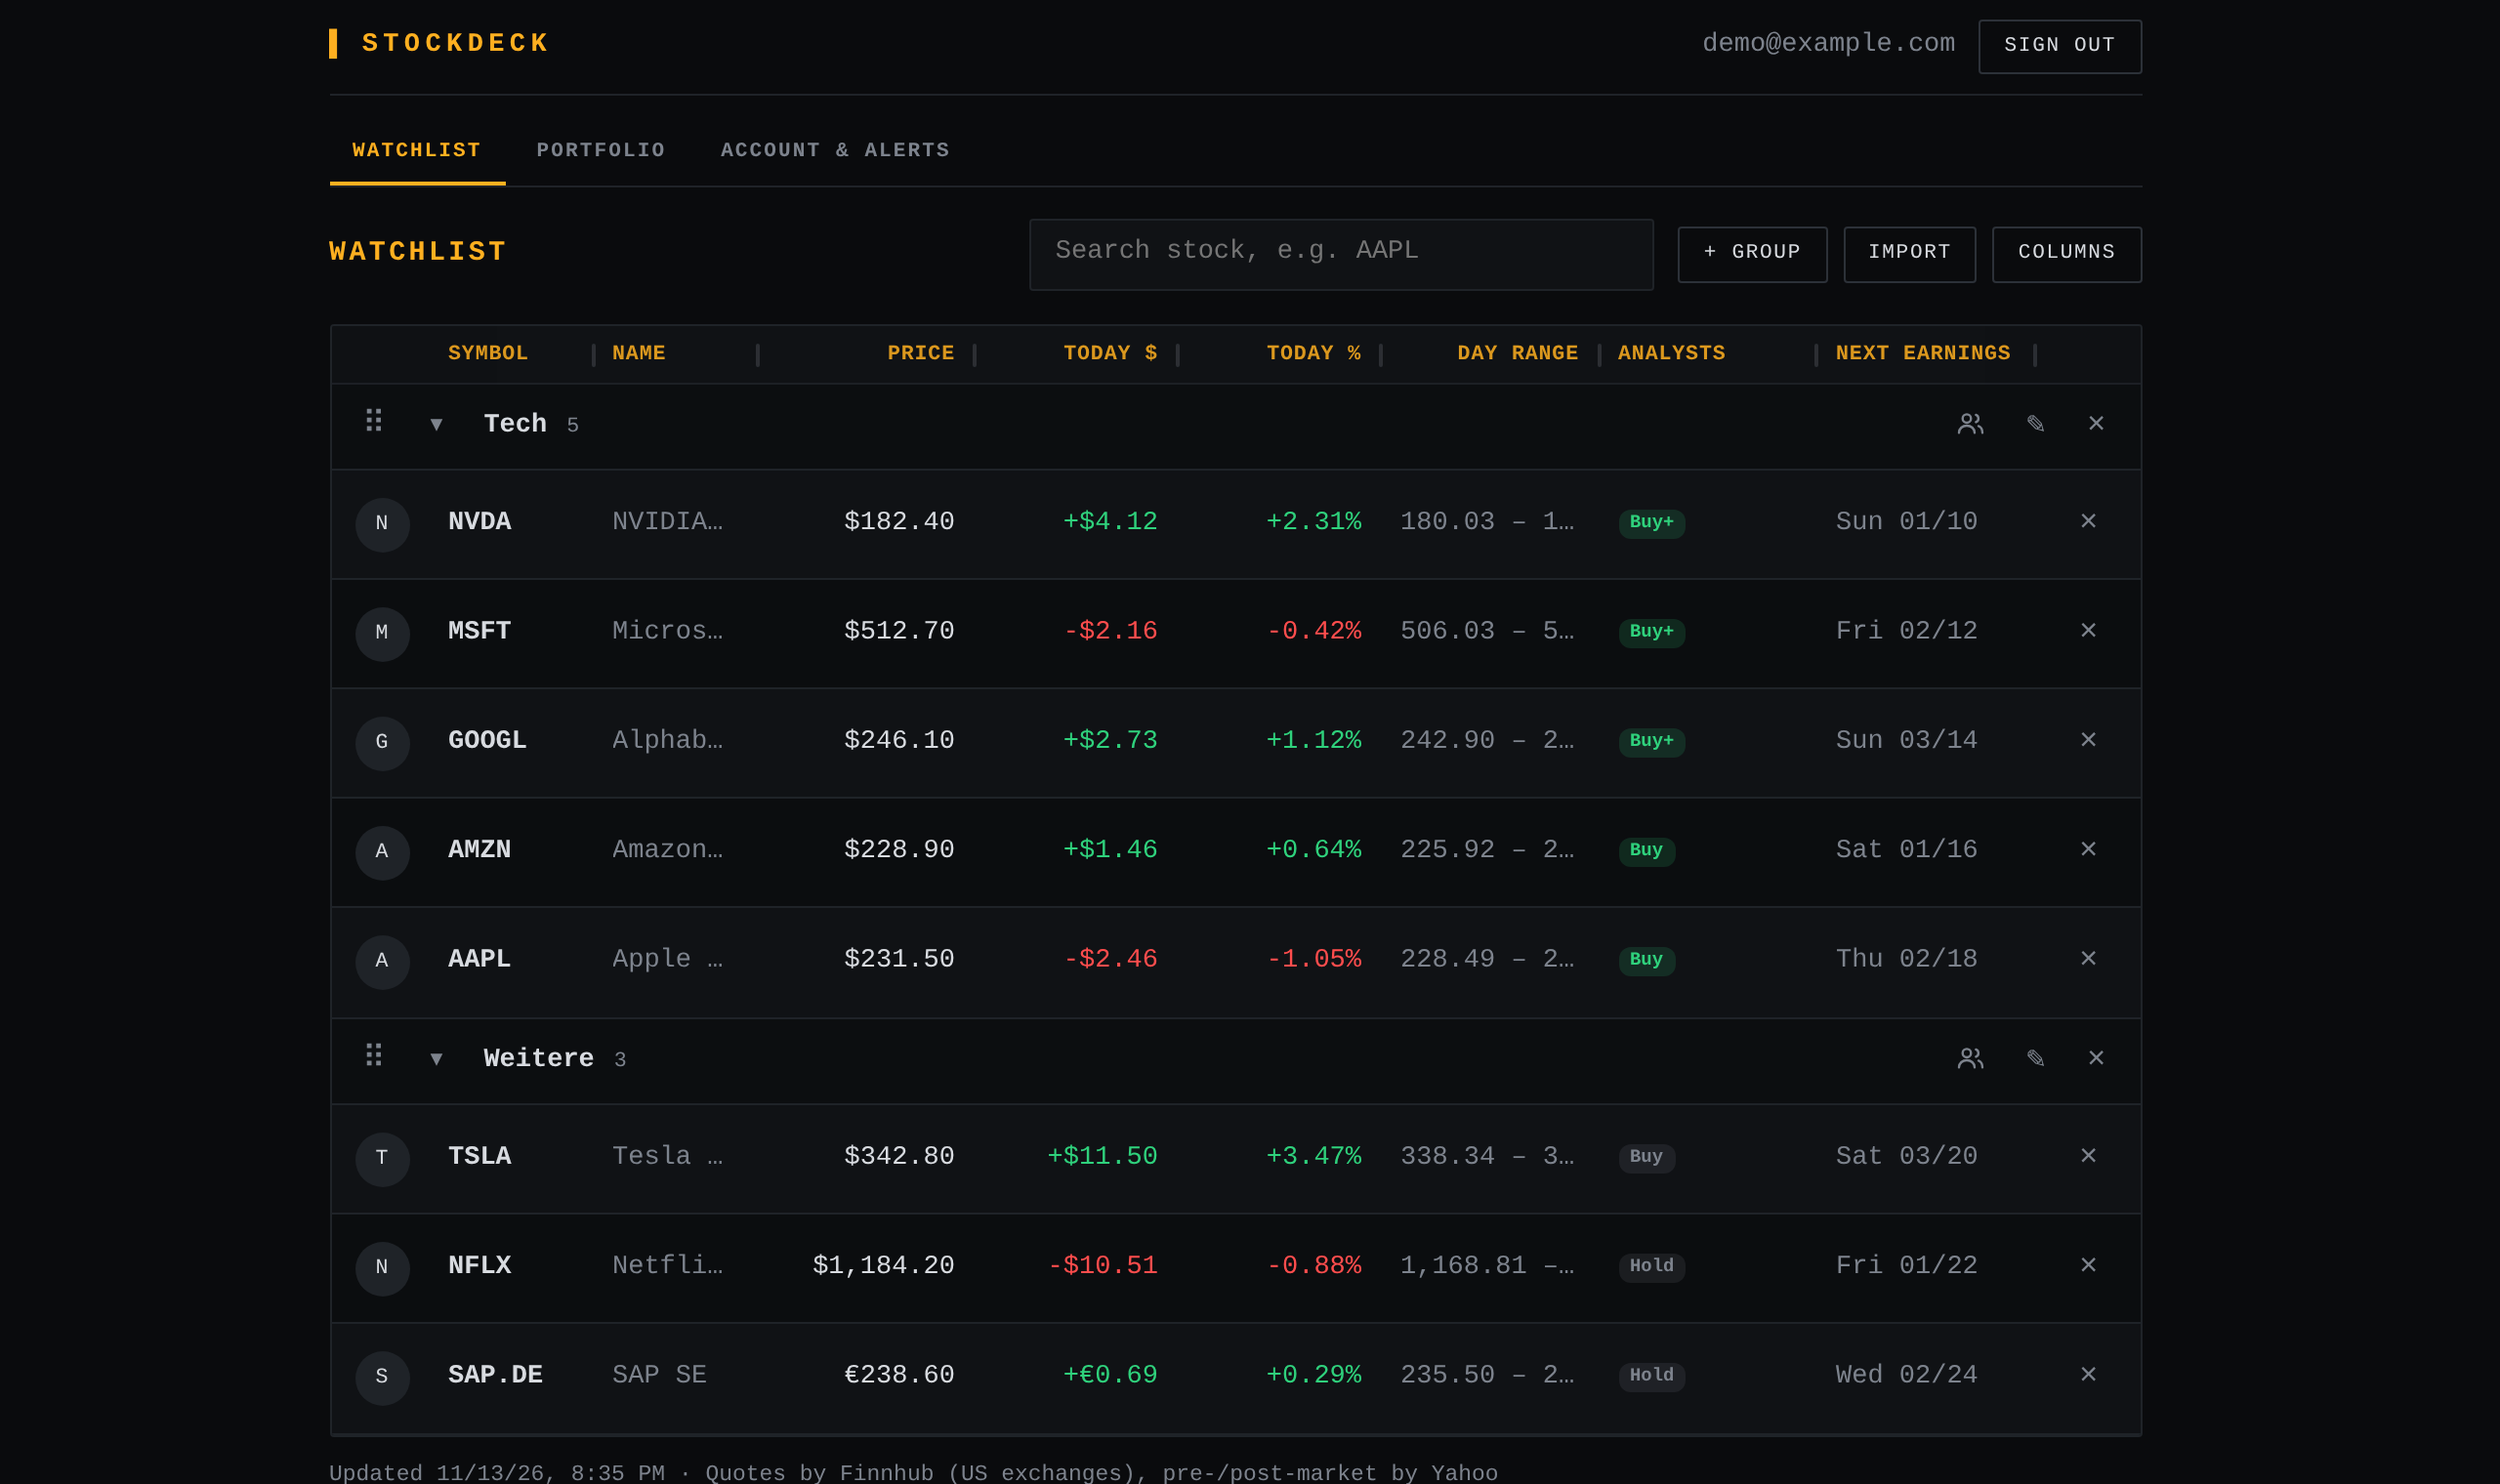 STOCKDECK demo@example.com SIGN OUT
WATCHLIST PORTFOLIO ACCOUNT & ALERTS
WATCHLIST Search stock, e.g. AAPL + GROUP IMPORT COLUMNS
SYMBOL NAME PRICE TODAY $ TODAY % DAY RANGE ANALYSTS NEXT EARNINGS
▼ Tech 5 ✎ ×
N NVDA NVIDIA… $182.40 +$4.12 +2.31% 180.03 – 1… Buy+ Sun 01/10 ×
M MSFT Micros… $512.70 -$2.16 -0.42% 506.03 – 5… Buy+ Fri 02/12 ×
G GOOGL Alphab… $246.10 +$2.73 +1.12% 242.90 – 2… Buy+ Sun 03/14 ×
A AMZN Amazon… $228.90 +$1.46 +0.64% 225.92 – 2… Buy Sat 01/16 ×
A AAPL Apple … $231.50 -$2.46 -1.05% 228.49 – 2… Buy Thu 02/18 ×
▼ Weitere 3 ✎ ×
T TSLA Tesla … $342.80 +$11.50 +3.47% 338.34 – 3… Buy Sat 03/20 ×
N NFLX Netfli… $1,184.20 -$10.51 -0.88% 1,168.81 –… Hold Fri 01/22 ×
S SAP.DE SAP SE €238.60 +€0.69 +0.29% 235.50 – 2… Hold Wed 02/24 ×
Updated 11/13/26, 8:35 PM · Quotes by Finnhub (US exchanges), pre-/post-market by Yahoo